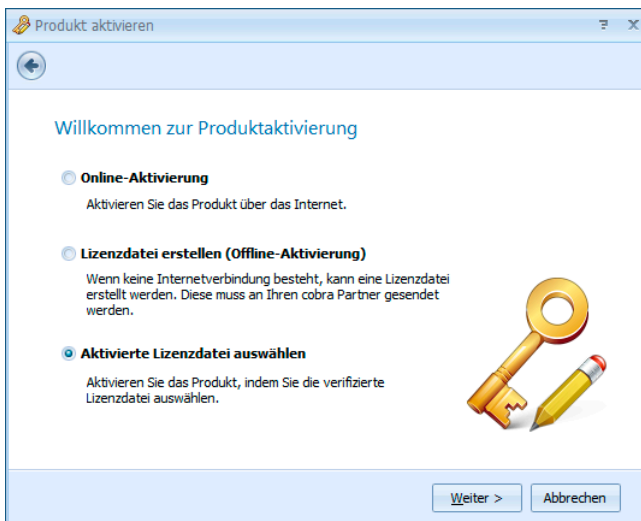 Produkt aktivieren
Willkommen zur Produktaktivierung
Online-Aktivierung
Aktivieren Sie das Produkt über das Internet.
Lizenzdatei erstellen (Offline-Aktivierung)
Wenn keine Internetverbindung besteht, kann eine Lizenzdatei
erstellt werden. Diese muss an Ihren cobra Partner gesendet
werden.
Aktivierte Lizenzdatei auswählen
Aktivieren Sie das Produkt, indem Sie die verifizierte
Lizenzdatei auswählen.
Weiter >
Abbrechen